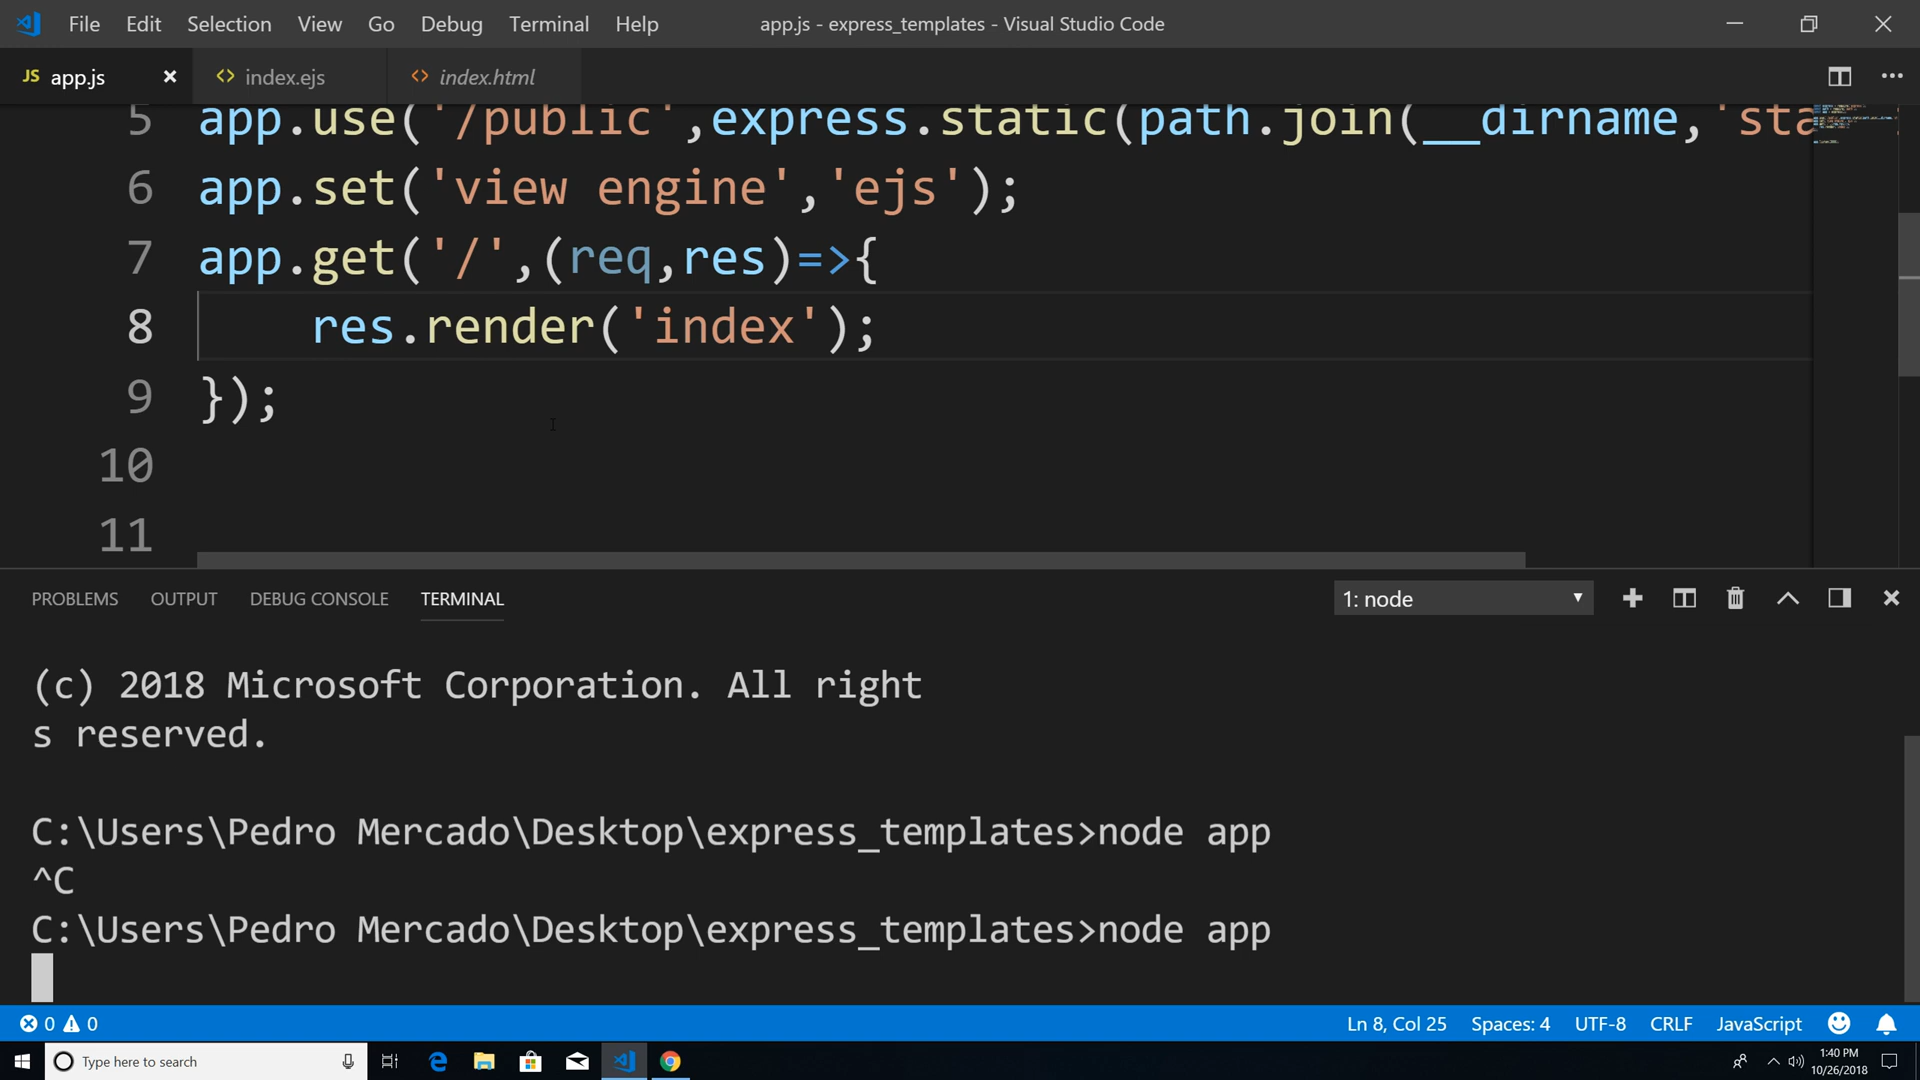 File Edit Selection View Go Debug Terminal Help app.js - express_templates - Visual Studio Code
JS app.js index.ejs index.html
5 app.use('/public',express.static(path.join(__dirname,'sta
6 app.set('view engine','ejs');
7 app.get('/',(req,res)=>{
8 res.render('index');
9 });
10
11
PROBLEMS OUTPUT DEBUG CONSOLE TERMINAL 1: node
(c) 2018 Microsoft Corporation. All right
s reserved.
C:\Users\Pedro Mercado\Desktop\express_templates>node app
^C
C:\Users\Pedro Mercado\Desktop\express_templates>node app
0 0 Ln 8, Col 25 Spaces: 4 UTF-8 CRLF JavaScript
Type here to search 1:40 PM
10/26/2018